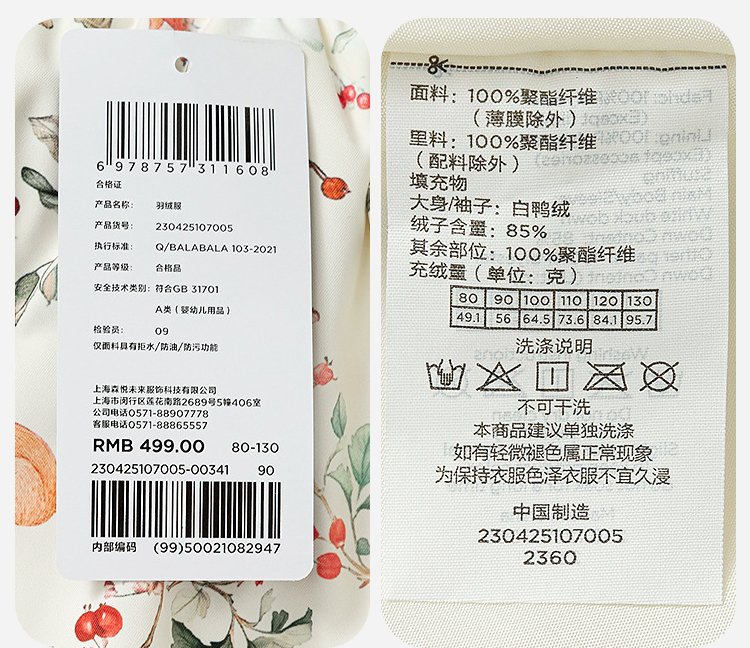 6 978757 311608
合格证
产品名称: 羽绒服
产品货号: 230425107005
执行标准: Q/BALABALA 103-2021
产品等级: 合格品
安全技术类别: 符合GB 31701
A类 (婴幼儿用品)
检验员: 09
仅面料具有拒水/防油/防污功能
上海森悦未来服饰科技有限公司
上海市闵行区莲花南路2689号5幢406室
公司电话0571-88907778
客服电话0571-88865557
RMB 499.00 80-130
230425107005-00341 90
内部编码 (99)50021082947
面料: 100%聚酯纤维
(薄膜除外)
里料: 100%聚酯纤维
(配料除外)
填充物
大身/袖子: 白鸭绒
绒子含量: 85%
其余部位: 100%聚酯纤维
充绒量 (单位: 克)
80 90 100 110 120 130
49.1 56 64.5 73.6 84.1 95.7
洗涤说明
不可干洗
本商品建议单独洗涤
如有轻微褪色属正常现象
为保持衣服色泽衣服不宜久浸
中国制造
230425107005
2360